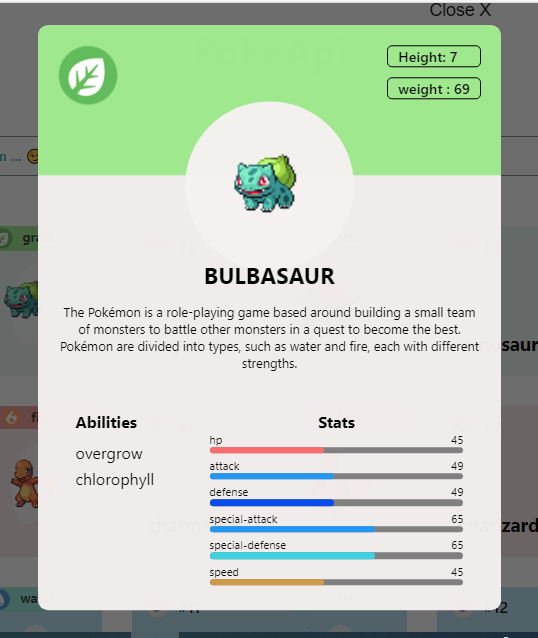 Close X
Height: 7
weight : 69
BULBASAUR
The Pokémon is a role-playing game based around building a small team
of monsters to battle other monsters in a quest to become the best.
Pokémon are divided into types, such as water and fire, each with different
strengths.
Abilities
overgrow
chlorophyll
Stats
hp 45
attack 49
defense 49
special-attack 65
special-defense 65
speed 45